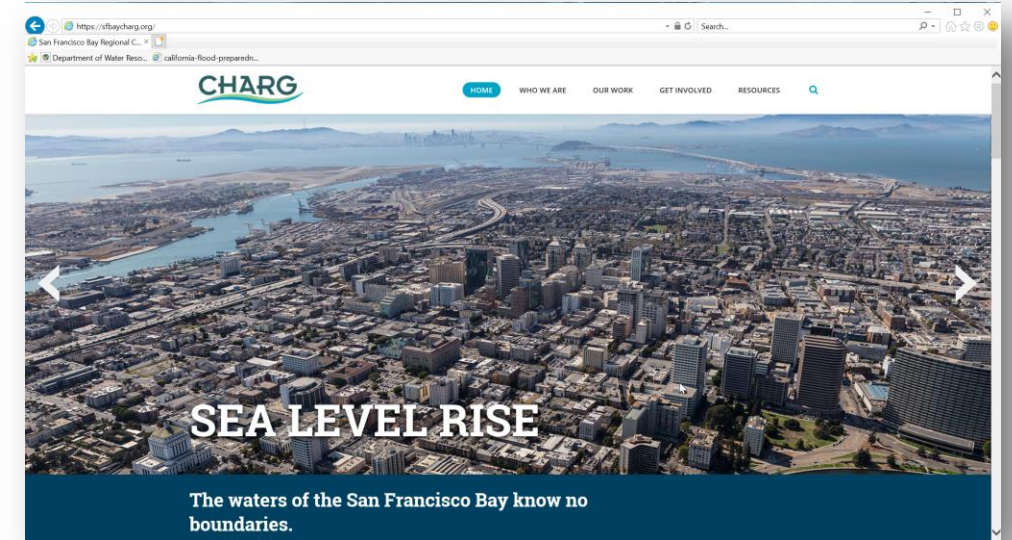 https://sfbaycharg.org/
Search...
San Francisco Bay Regional C...
Department of Water Reso...
california-flood-preparedn...
CHARG
HOME WHO WE ARE OUR WORK GET INVOLVED RESOURCES
SEA LEVEL RISE
The waters of the San Francisco Bay know no
boundaries.